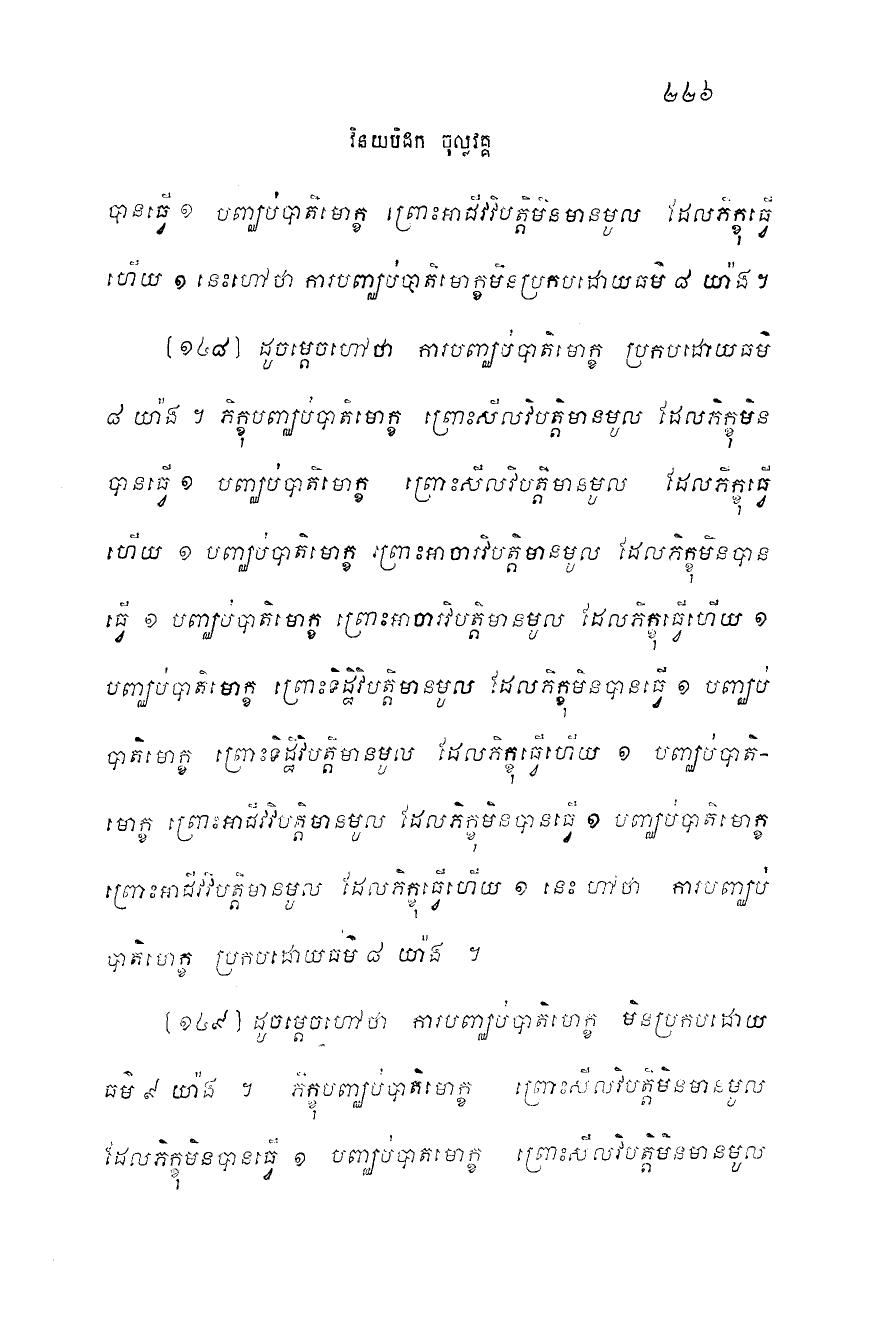 ២២៦
វិនយបិដក ចុល្លវគ្គ
បានធ្វើ ១ បញ្ឈប់បាតិមោក្ខ ព្រោះអាជីវវិបត្តិមិនមានមូល ដែលភិក្ខុធ្វើ
ហើយ ១ នេះហៅថា ការបញ្ឈប់បាតិមោក្ខមិនប្រកបដោយធម៌ ៨ យ៉ាង។
[១៤៨] ដូចម្តេចហៅថា ការបញ្ឈប់បាតិមោក្ខ ប្រកបដោយធម៌
៨ យ៉ាង ។ ភិក្ខុបញ្ឈប់បាតិមោក្ខ ព្រោះសីលវិបត្តិមានមូល ដែលភិក្ខុមិន
បានធ្វើ ១ បញ្ឈប់បាតិមោក្ខ ព្រោះសីលវិបត្តិមានមូល ដែលភិក្ខុធ្វើ
ហើយ ១ បញ្ឈប់បាតិមោក្ខ ព្រោះអាចារវិបត្តិមានមូល ដែលភិក្ខុមិនបាន
ធ្វើ ១ បញ្ឈប់បាតិមោក្ខ ព្រោះអាចារវិបត្តិមានមូល ដែលភិក្ខុធ្វើហើយ ១
បញ្ឈប់បាតិមោក្ខ ព្រោះទិដ្ឋិវិបត្តិមានមូល ដែលភិក្ខុមិនបានធ្វើ ១ បញ្ឈប់
បាតិមោក្ខ ព្រោះទិដ្ឋិវិបត្តិមានមូល ដែលភិក្ខុធ្វើហើយ ១ បញ្ឈប់បាតិ-
មោក្ខ ព្រោះអាជីវវិបត្តិមានមូល ដែលភិក្ខុមិនបានធ្វើ ១ បញ្ឈប់បាតិមោក្ខ
ព្រោះអាជីវវិបត្តិមានមូល ដែលភិក្ខុធ្វើហើយ ១ នេះ ហៅថា ការបញ្ឈប់
បាតិមោក្ខ ប្រកបដោយធម៌ ៨ យ៉ាង ។
[១៤៩] ដូចម្តេចហៅថា ការបញ្ឈប់បាតិមោក្ខ មិនប្រកបដោយ
ធម៌ ៩ យ៉ាង ។ ភិក្ខុបញ្ឈប់បាតិមោក្ខ ព្រោះសីលវិបត្តិមិនមានមូល
ដែលភិក្ខុមិនបានធ្វើ ១ បញ្ឈប់បាតមោក្ខ ព្រោះសីលវិបត្តិមិនមានមូល